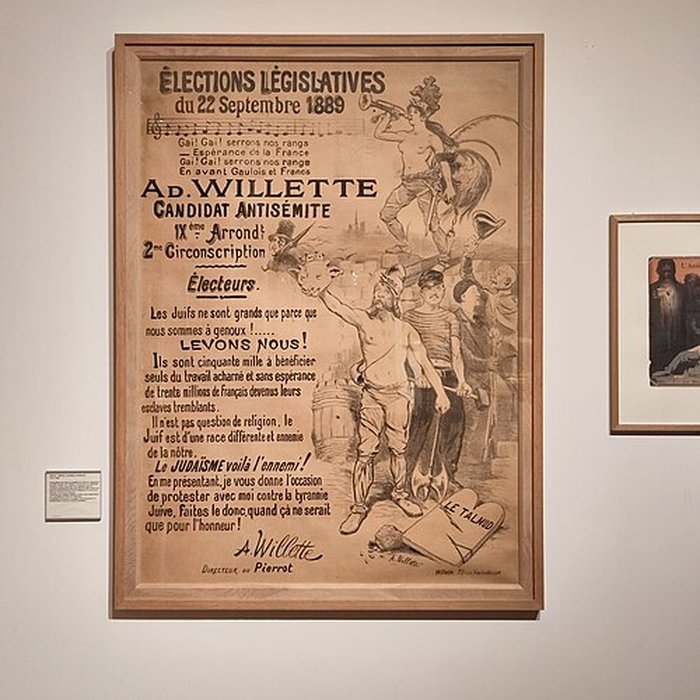 ÉLECTIONS LÉGISLATIVES
du 22 Septembre 1889
Gai! Gai! serrons nos rangs
Espérance de la France
Gai! Gai! serrons nos rangs
En avant Gaulois et Francs
AD. WILLETTE
CANDIDAT ANTISÉMITE
IXème Arrondt
2me Circonscription
Électeurs.
Les Juifs ne sont grands que parce que
nous sommes à genoux !.....
LEVONS NOUS!
Ils sont cinquante mille à bénéficier
seuls du travail acharné et sans espérance
de trente millions de français devenus leurs
esclaves tremblants.
Il n'est pas question de religion, le
Juif est d'une race différente et ennemie
de la nôtre.
Le JUDAÏSME voilà l'ennemi!
En me présentant, je vous donne l'occasion
de protester avec moi contre la tyrannie
Juive, Faites le donc, quand çà ne serait
que pour l'honneur!
A. Willette
DIRECTEUR DU Pierrot
LE TALMUD
A. Willette